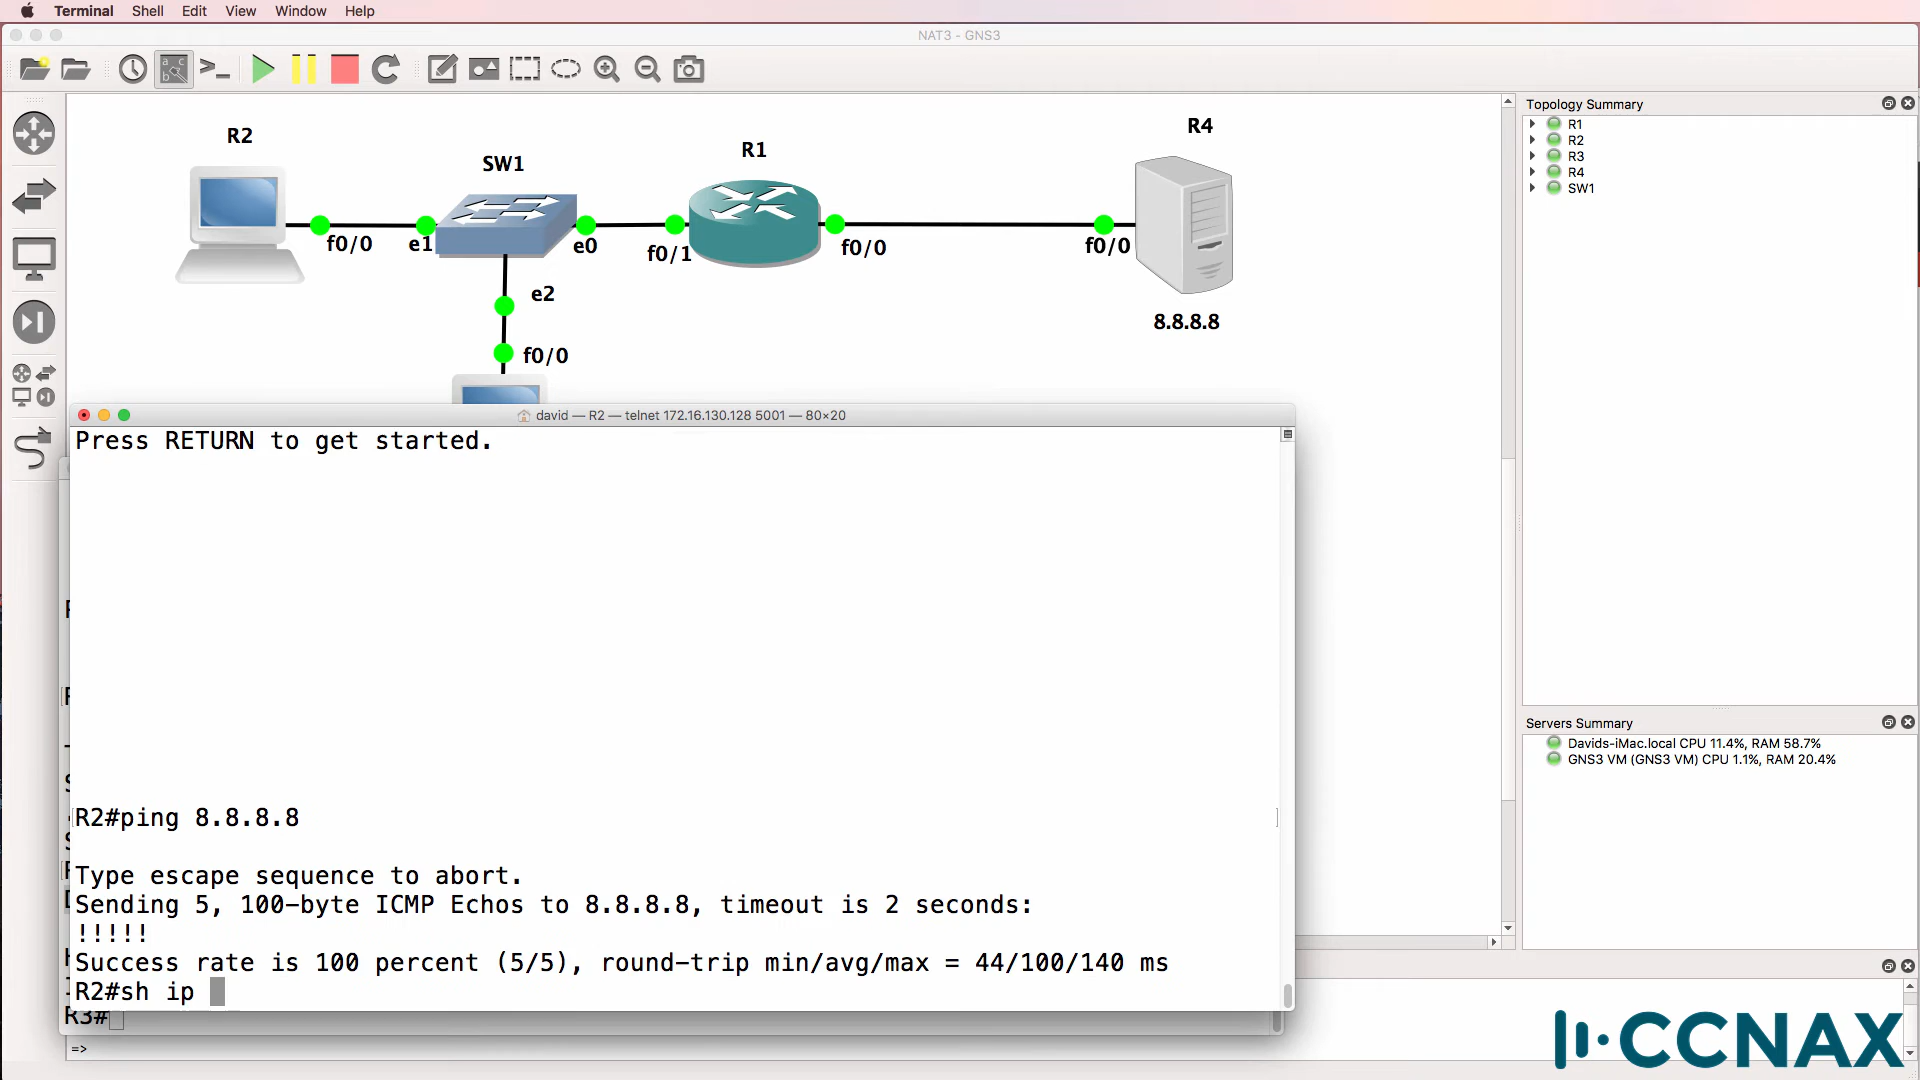 Terminal Shell Edit View Window Help
NAT3 - GNS3
R2
SW1
R1
R4
f0/0
e1
e0
f0/1
f0/0
f0/0
e2
f0/0
8.8.8.8
Topology Summary
R1
R2
R3
R4
SW1
Servers Summary
Davids-iMac.local CPU 11.4%, RAM 58.7%
GNS3 VM (GNS3 VM) CPU 1.1%, RAM 20.4%
david — R2 — telnet 172.16.130.128 5001 — 80×20
Press RETURN to get started.
R2#ping 8.8.8.8
Type escape sequence to abort.
Sending 5, 100-byte ICMP Echos to 8.8.8.8, timeout is 2 seconds:
!!!!!
Success rate is 100 percent (5/5), round-trip min/avg/max = 44/100/140 ms
R2#sh ip
R3#
=>
CCNAX